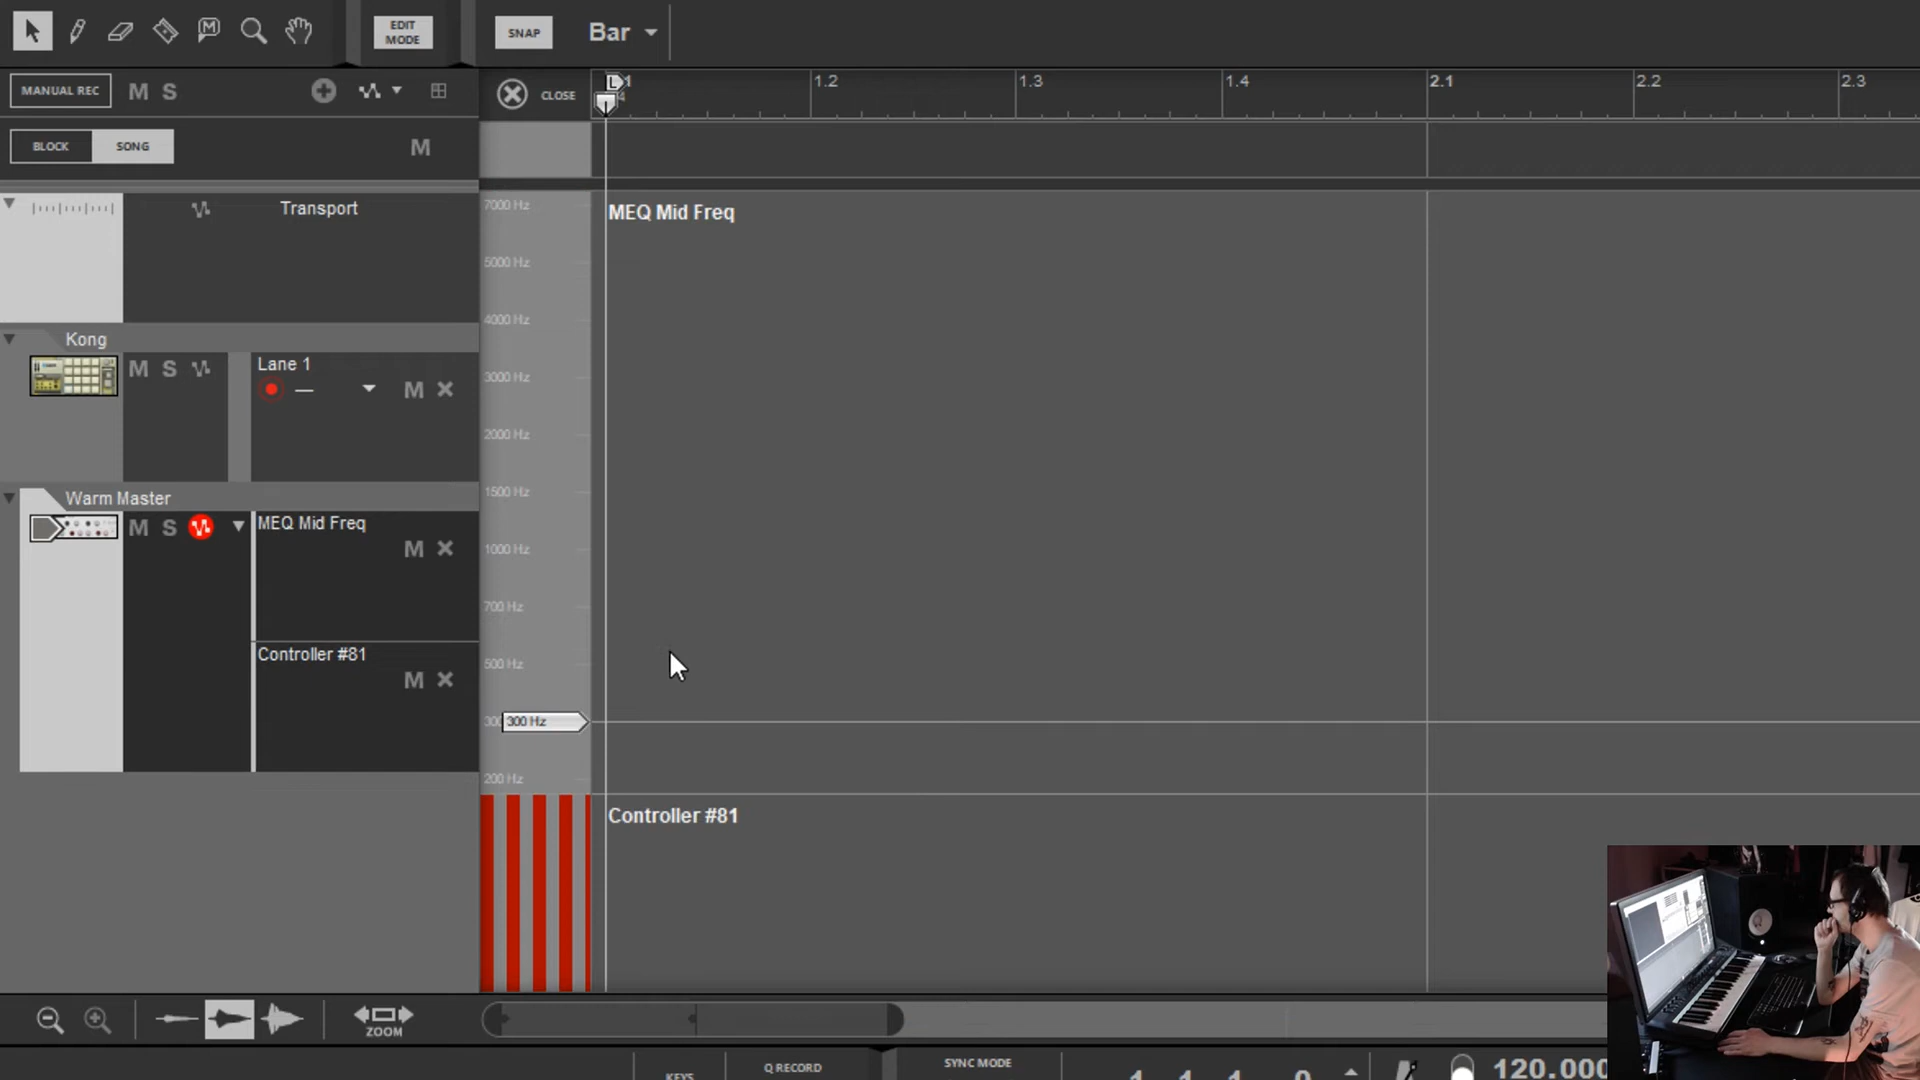 EDIT
MODE
SNAP
Bar
MANUAL REC
M S
CLOSE
L
1.2
1.3
1.4
2.1
2.2
2.3
BLOCK
SONG
M
Transport
7000 Hz
MEQ Mid Freq
5000 Hz
4000 Hz
3000 Hz
2000 Hz
1500 Hz
1000 Hz
700 Hz
500 Hz
300 Hz
200 Hz
Kong
M S
Lane 1
M
Warm Master
M S
MEQ Mid Freq
M
Controller #81
M
Controller #81
ZOOM
KEYS
Q RECORD
SYNC MODE
120.000